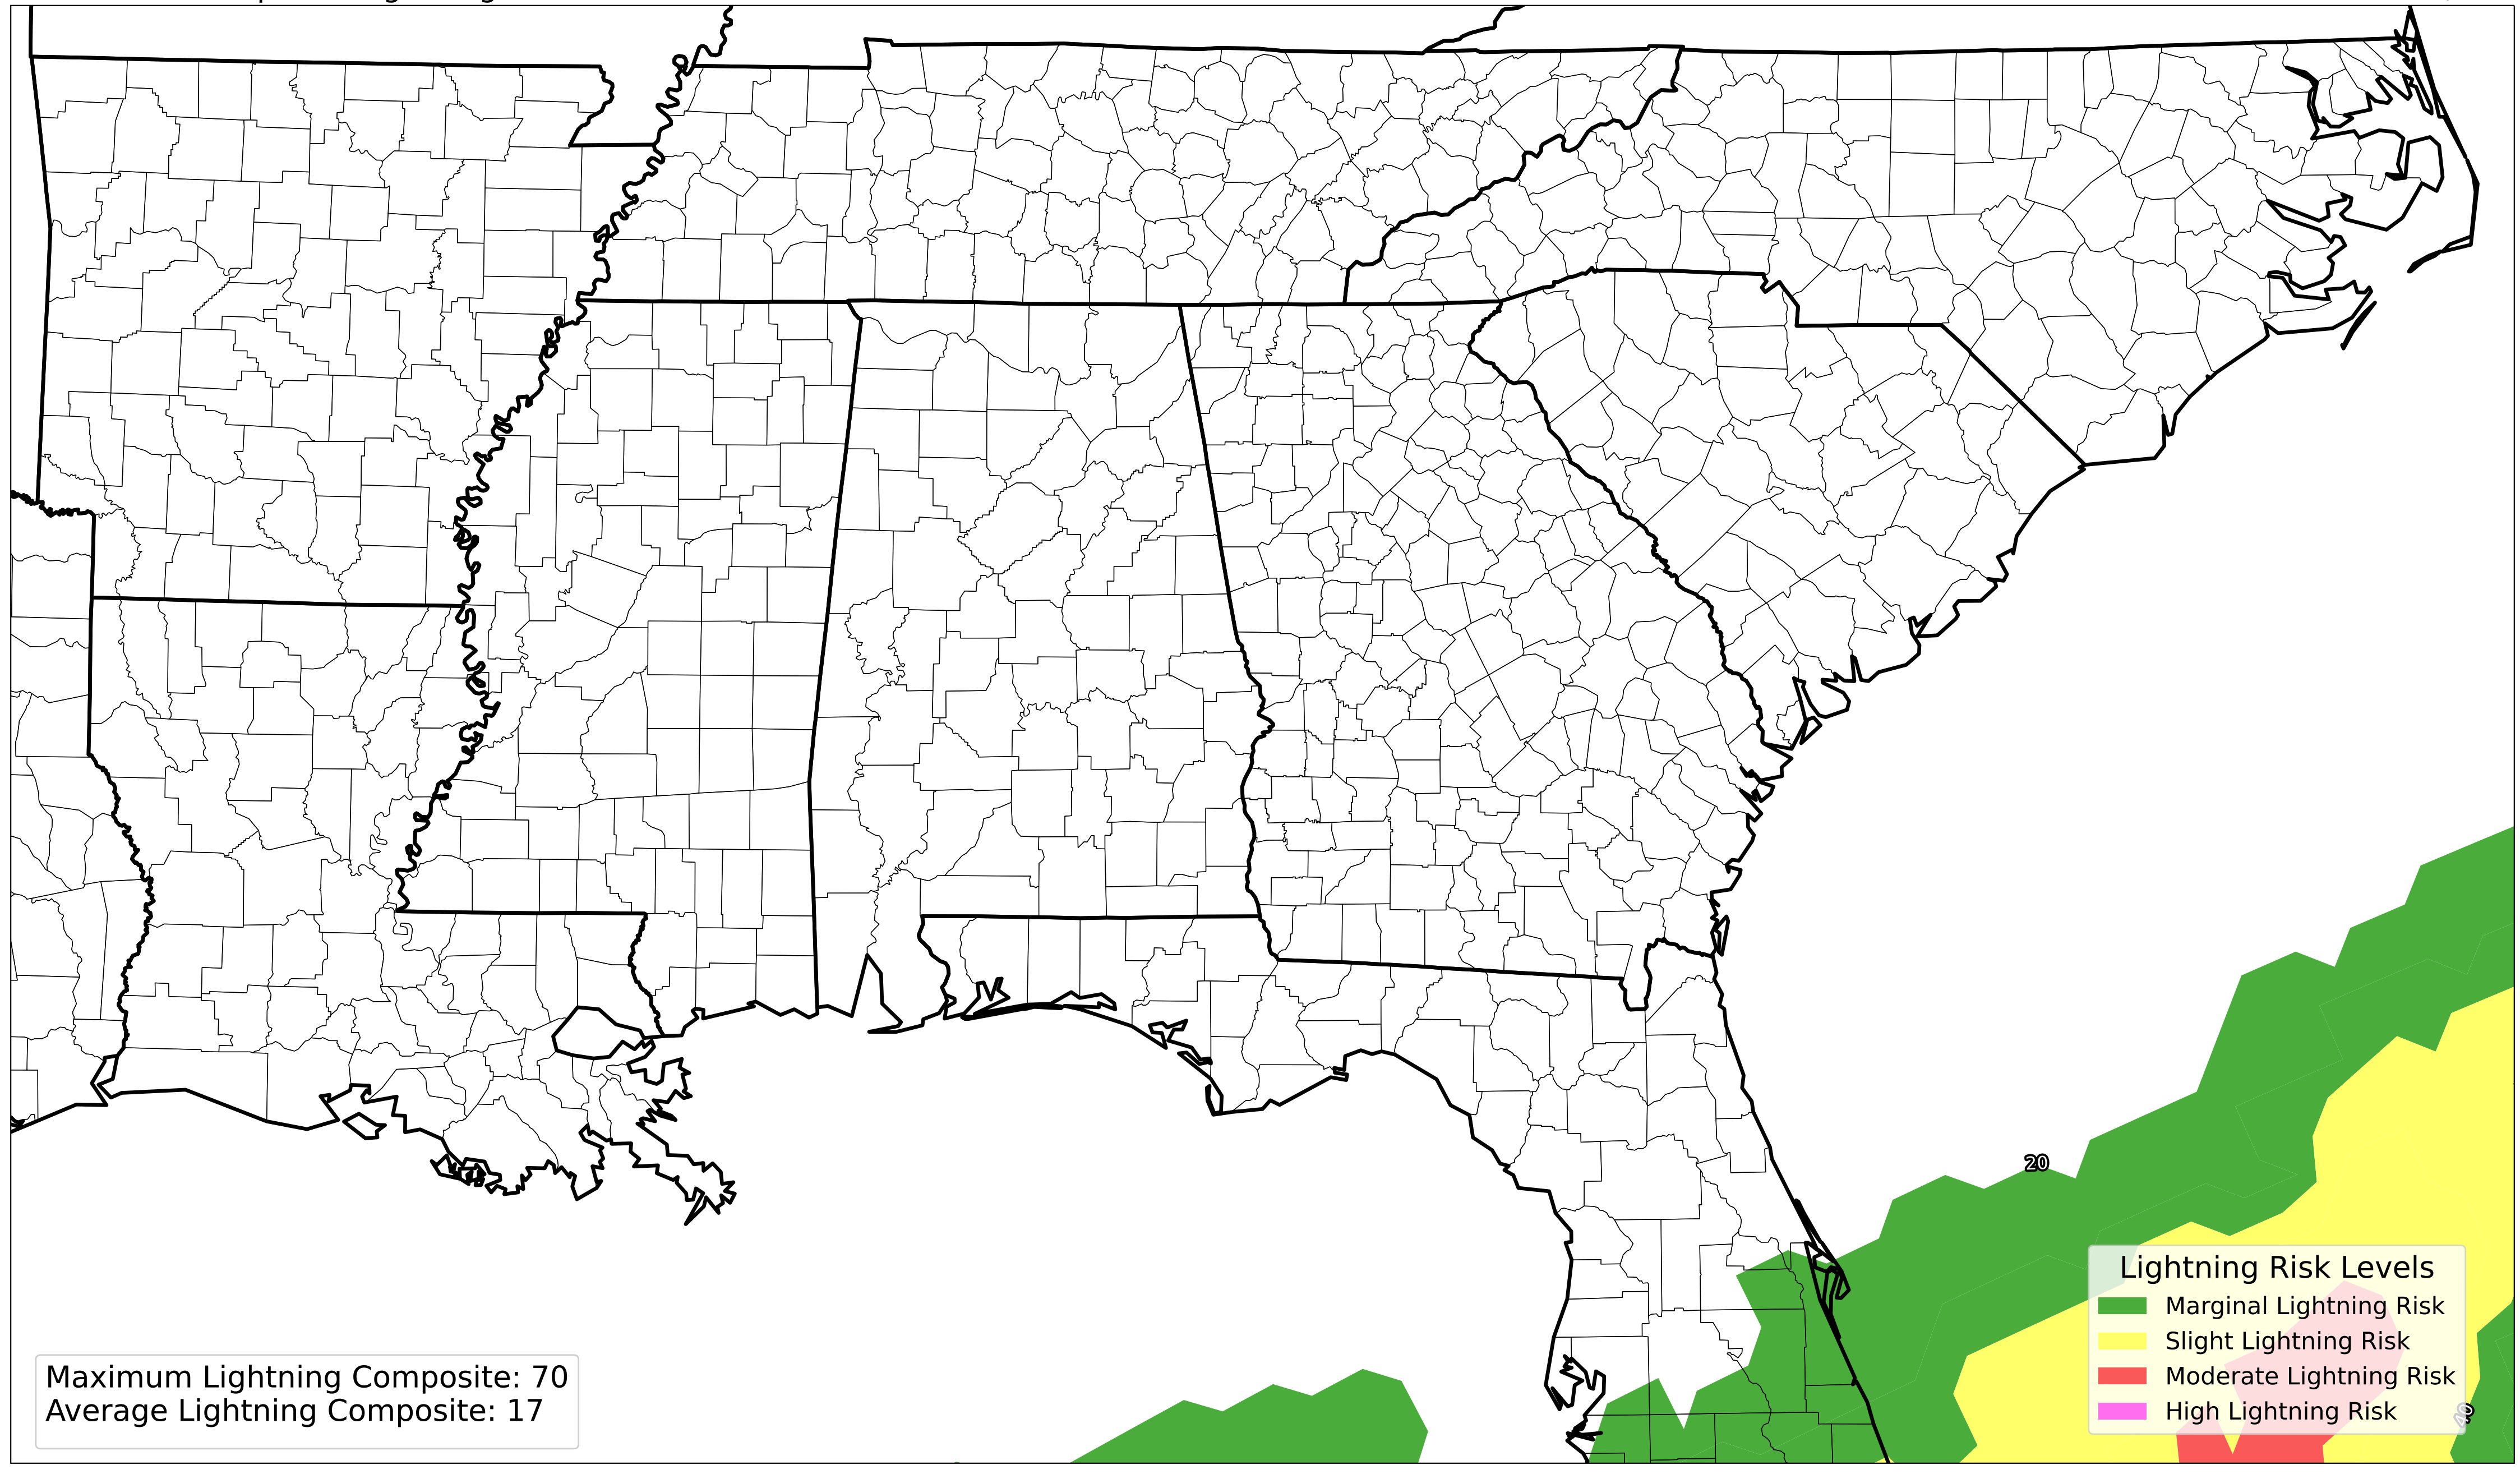 20
Lightning Risk Levels
Marginal Lightning Risk
Slight Lightning Risk
Moderate Lightning Risk
High Lightning Risk
40
Maximum Lightning Composite: 70
Average Lightning Composite: 17